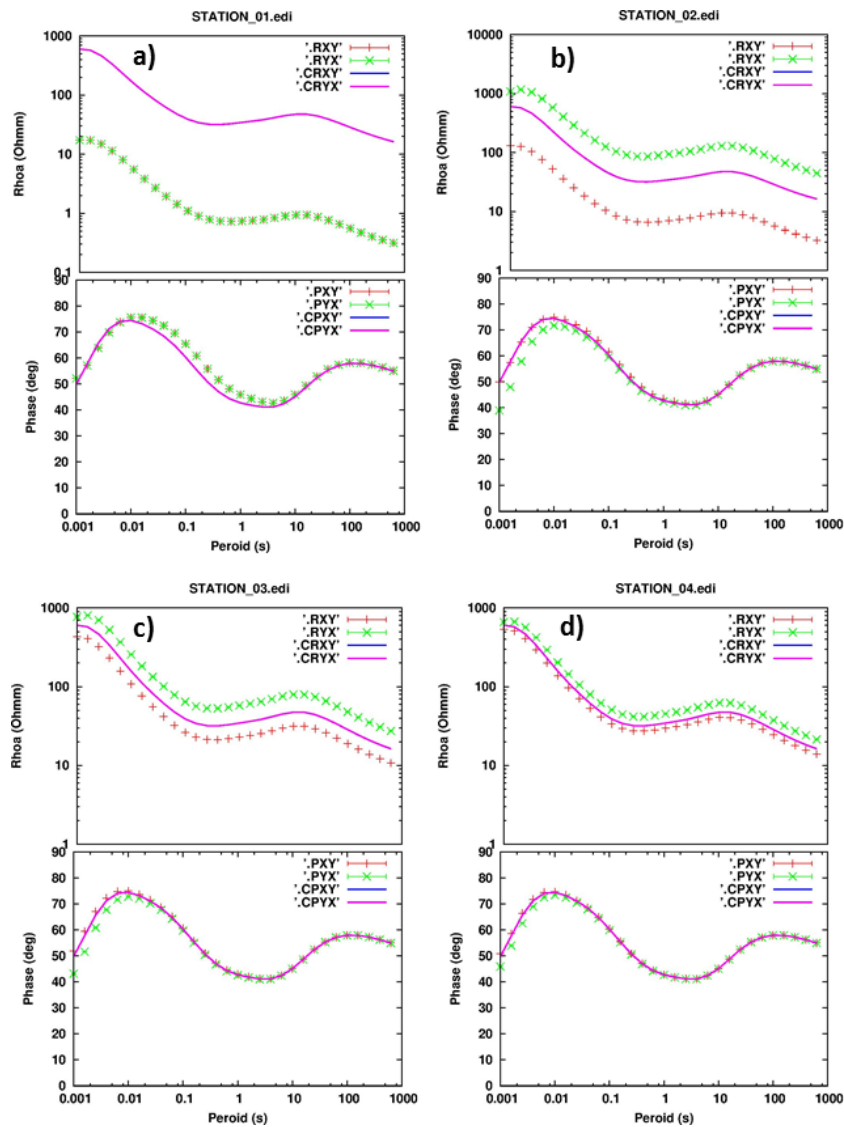 STATION_01.edi
a)
1000
100
10
1
0.1
Rhoa (Ohmm)
'.RXY'
'.RYX'
'.CRXY'
'.CRYX'
90
80
70
60
50
40
30
20
10
0
Phase (deg)
'.PXY'
'.PYX'
'.CPXY'
'.CPYX'
0.001 0.01 0.1 1 10 100 1000
Peroid (s)
STATION_02.edi
b)
10000
1000
100
10
1
Rhoa (Ohmm)
'.RXY'
'.RYX'
'.CRXY'
'.CRYX'
90
80
70
60
50
40
30
20
10
0
Phase (deg)
'.PXY'
'.PYX'
'.CPXY'
'.CPYX'
0.001 0.01 0.1 1 10 100 1000
Peroid (s)
STATION_03.edi
c)
1000
100
10
1
Rhoa (Ohmm)
'.RXY'
'.RYX'
'.CRXY'
'.CRYX'
90
80
70
60
50
40
30
20
10
0
Phase (deg)
'.PXY'
'.PYX'
'.CPXY'
'.CPYX'
0.001 0.01 0.1 1 10 100 1000
Peroid (s)
STATION_04.edi
d)
1000
100
10
1
Rhoa (Ohmm)
'.RXY'
'.RYX'
'.CRXY'
'.CRYX'
90
80
70
60
50
40
30
20
10
0
Phase (deg)
'.PXY'
'.PYX'
'.CPXY'
'.CPYX'
0.001 0.01 0.1 1 10 100 1000
Peroid (s)